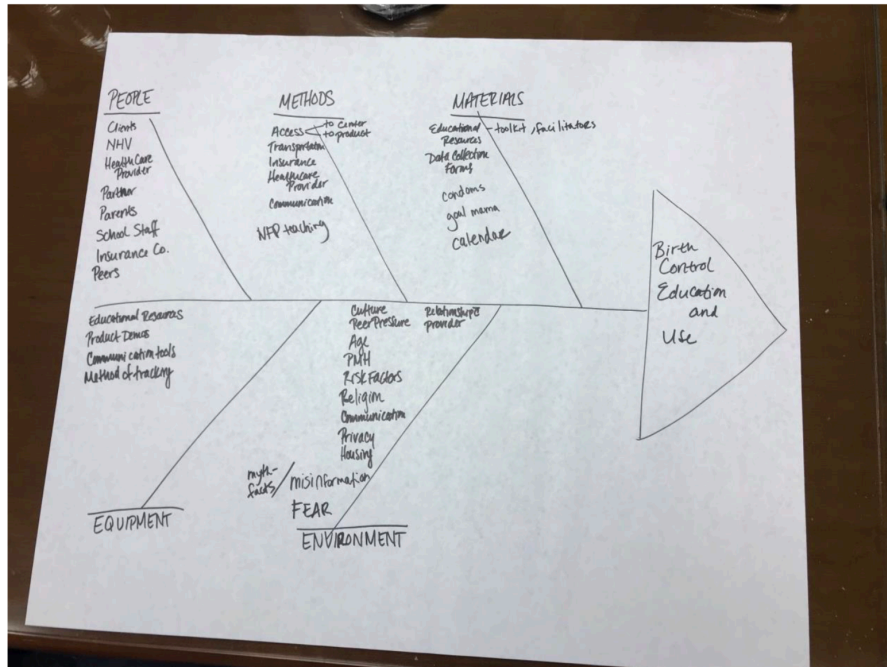 PEOPLE
Clients
NHV
HealthCare
Provider
Partner
Parents
School Staff
Insurance Co.
Peers
METHODS
Access < to center
to product
Transportation
Insurance
Healthcare
Provider
Communication
NFP teaching
MATERIALS
Educational - toolkit, facilitators
Resources
Data Collection
Forms
condoms
goal mama
calendar
Birth
Control
Education
and
Use
Educational Resources
Product Demos
Communication tools
Method of tracking
EQUIPMENT
Culture
Peer Pressure
Age
PMH
Risk Factors
Religion
Communication
Privacy
Housing
myth-
facts / misinformation
FEAR
Relationship c̄
provider
ENVIRONMENT